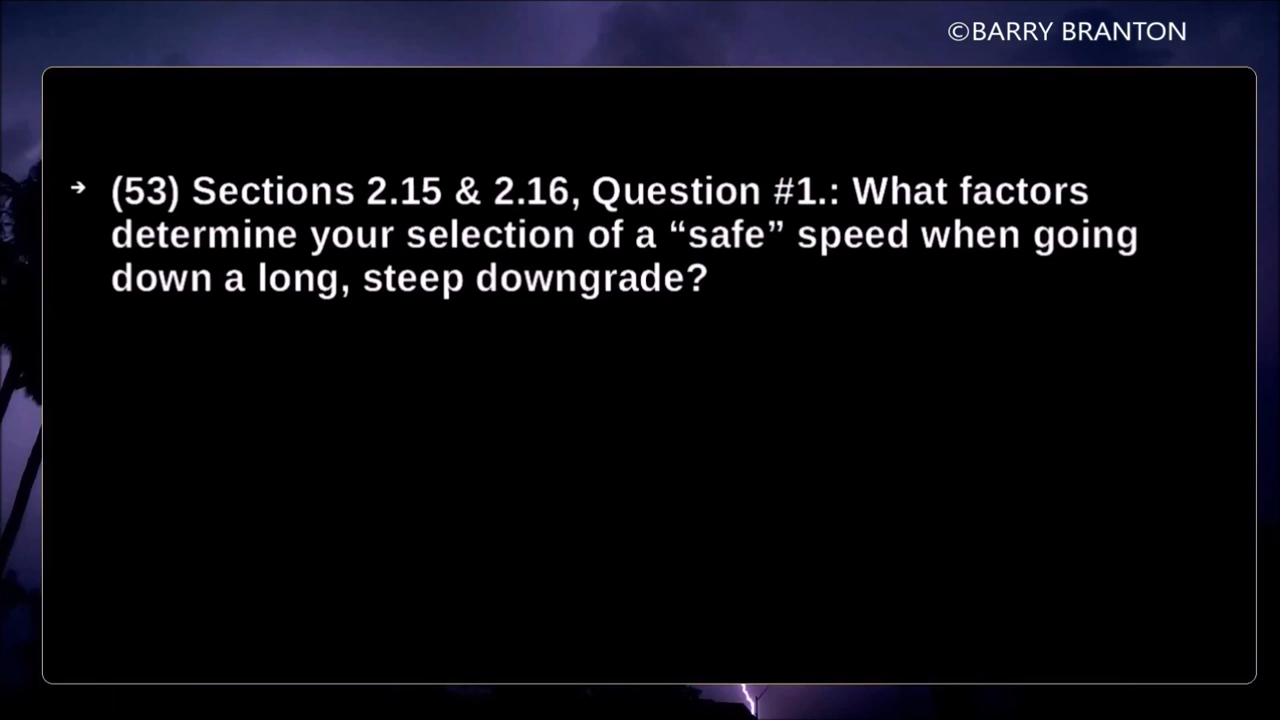 ©BARRY BRANTON
➔ (53) Sections 2.15 & 2.16, Question #1.: What factors
determine your selection of a “safe” speed when going
down a long, steep downgrade?